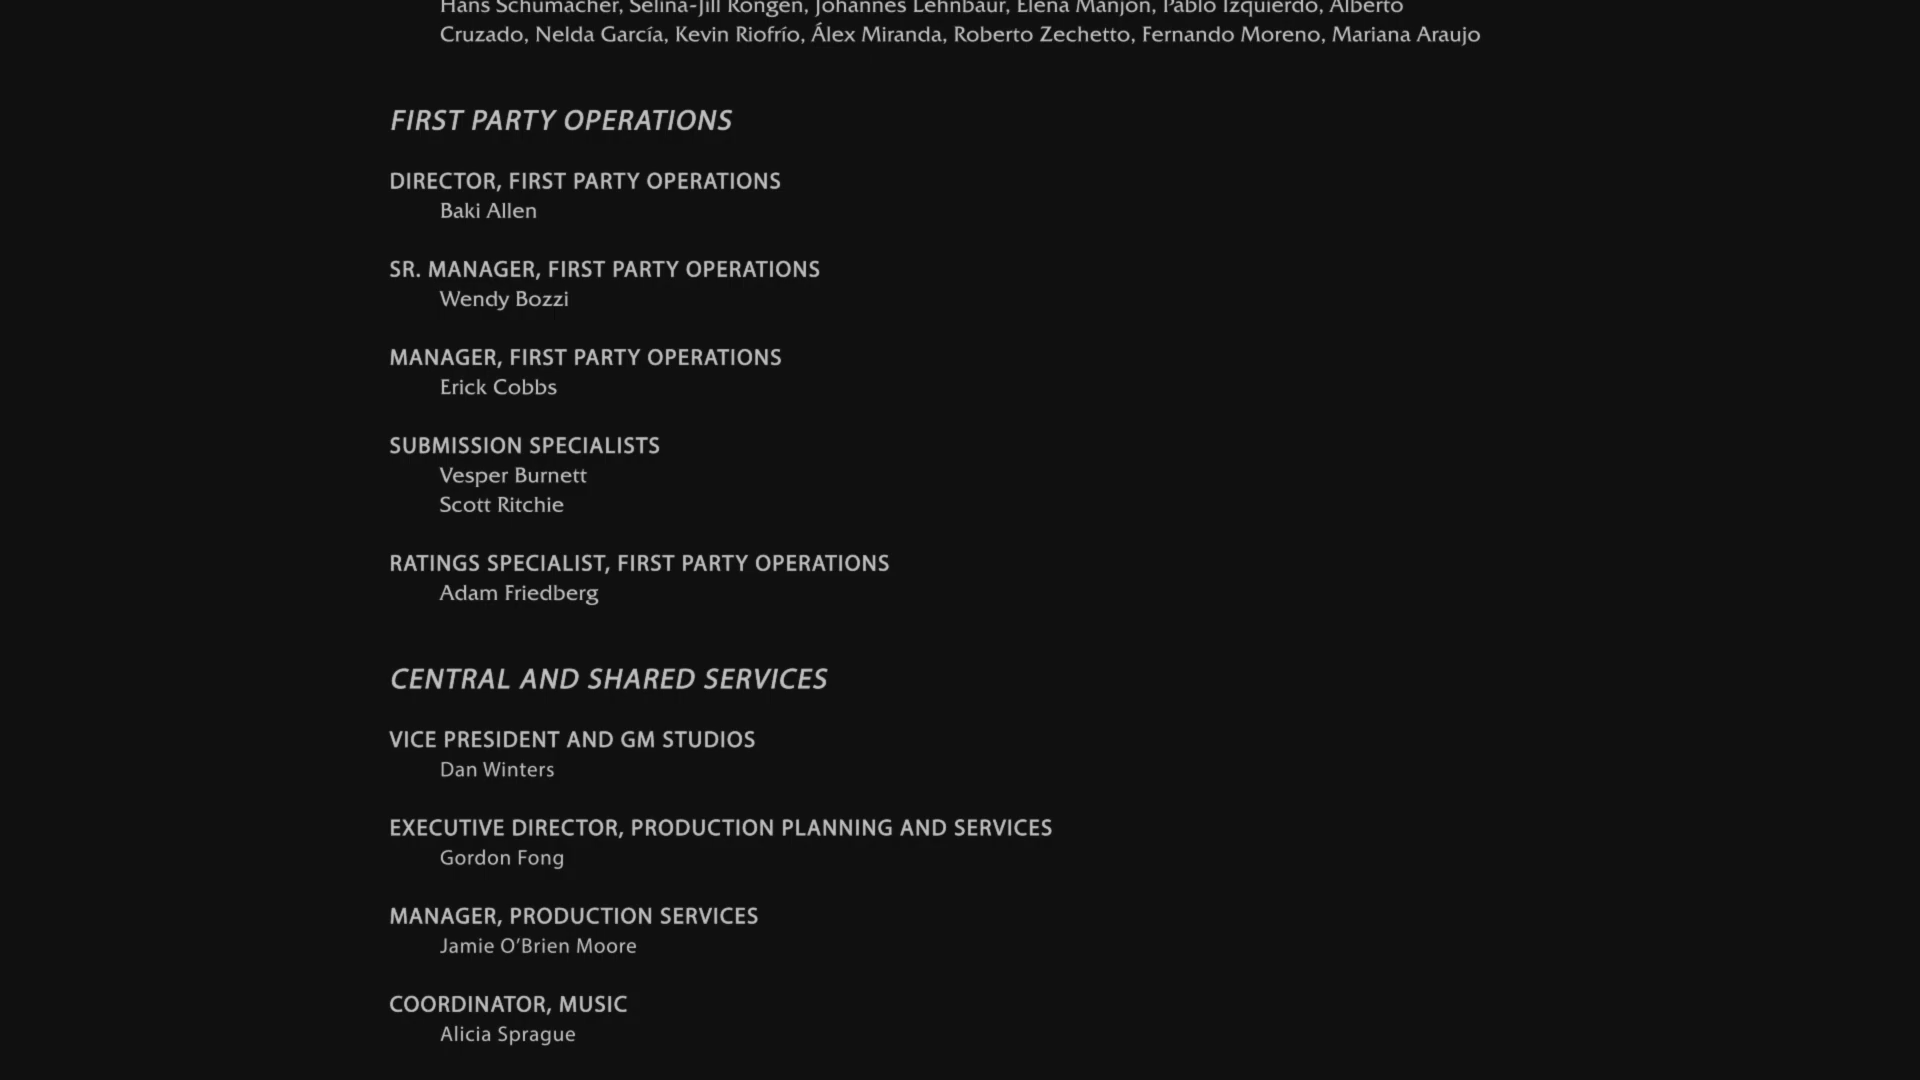 Hans Schumacher, Selina-Jill Rongen, Johannes Lehnbaur, Elena Manjón, Pablo Izquierdo, Alberto
Cruzado, Nelda García, Kevin Riofrío, Álex Miranda, Roberto Zechetto, Fernando Moreno, Mariana Araujo
FIRST PARTY OPERATIONS
DIRECTOR, FIRST PARTY OPERATIONS
Baki Allen
SR. MANAGER, FIRST PARTY OPERATIONS
Wendy Bozzi
MANAGER, FIRST PARTY OPERATIONS
Erick Cobbs
SUBMISSION SPECIALISTS
Vesper Burnett
Scott Ritchie
RATINGS SPECIALIST, FIRST PARTY OPERATIONS
Adam Friedberg
CENTRAL AND SHARED SERVICES
VICE PRESIDENT AND GM STUDIOS
Dan Winters
EXECUTIVE DIRECTOR, PRODUCTION PLANNING AND SERVICES
Gordon Fong
MANAGER, PRODUCTION SERVICES
Jamie O’Brien Moore
COORDINATOR, MUSIC
Alicia Sprague